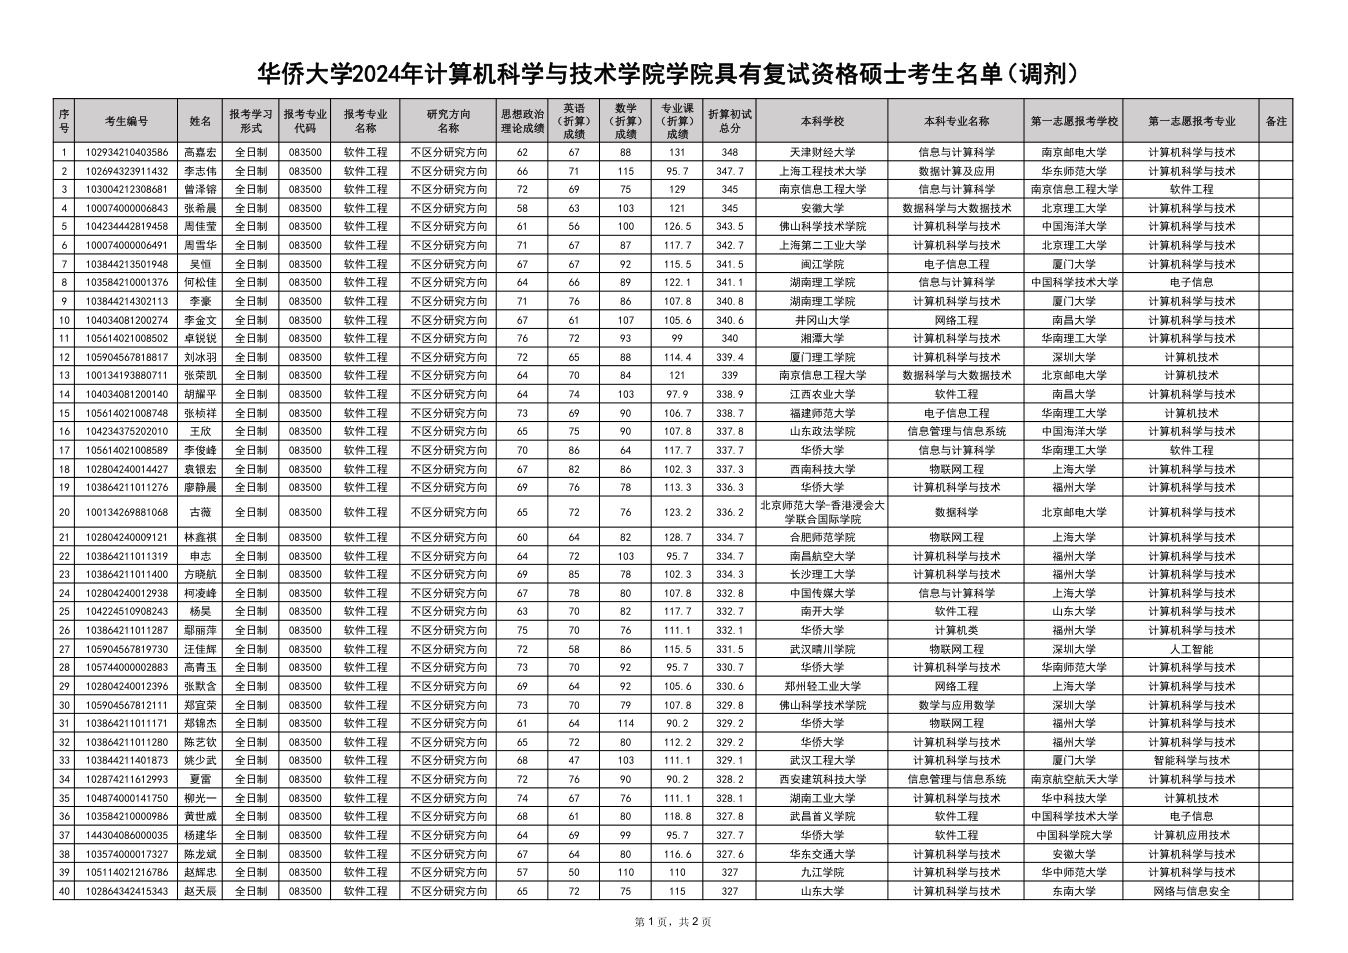 华侨大学2024年计算机科学与技术学院学院具有复试资格硕士考生名单（调剂）
序号 考生编号 姓名 报考学习形式 报考专业代码 报考专业名称 研究方向名称 思想政治理论成绩 英语（折算）成绩 数学（折算）成绩 专业课（折算）成绩 折算初试总分 本科学校 本科专业名称 第一志愿报考学校 第一志愿报考专业 备注
1 102934210403586 高嘉宏 全日制 083500 软件工程 不区分研究方向 62 67 88 131 348 天津财经大学 信息与计算科学 南京邮电大学 计算机科学与技术
2 102694323911432 李志伟 全日制 083500 软件工程 不区分研究方向 66 71 115 95.7 347.7 上海工程技术大学 数据计算及应用 华东师范大学 计算机科学与技术
3 103004212308681 曾泽镕 全日制 083500 软件工程 不区分研究方向 72 69 75 129 345 南京信息工程大学 信息与计算科学 南京信息工程大学 软件工程
4 100074000006843 张希晨 全日制 083500 软件工程 不区分研究方向 58 63 103 121 345 安徽大学 数据科学与大数据技术 北京理工大学 计算机科学与技术
5 104234442819458 周佳莹 全日制 083500 软件工程 不区分研究方向 61 56 100 126.5 343.5 佛山科学技术学院 计算机科学与技术 中国海洋大学 计算机科学与技术
6 100074000006491 周雪华 全日制 083500 软件工程 不区分研究方向 71 67 87 117.7 342.7 上海第二工业大学 计算机科学与技术 北京理工大学 计算机科学与技术
7 103844213501948 吴恒 全日制 083500 软件工程 不区分研究方向 67 67 92 115.5 341.5 闽江学院 电子信息工程 厦门大学 计算机科学与技术
8 103584210001376 何松佳 全日制 083500 软件工程 不区分研究方向 64 66 89 122.1 341.1 湖南理工学院 信息与计算科学 中国科学技术大学 电子信息
9 103844214302113 李豪 全日制 083500 软件工程 不区分研究方向 71 76 86 107.8 340.8 湖南理工学院 计算机科学与技术 厦门大学 计算机科学与技术
10 104034081200274 李金文 全日制 083500 软件工程 不区分研究方向 67 61 107 105.6 340.6 井冈山大学 网络工程 南昌大学 计算机科学与技术
11 105614021008502 卓锐锐 全日制 083500 软件工程 不区分研究方向 76 72 93 99 340 湘潭大学 计算机科学与技术 华南理工大学 计算机科学与技术
12 105904567818817 刘冰羽 全日制 083500 软件工程 不区分研究方向 72 65 88 114.4 339.4 厦门理工学院 计算机科学与技术 深圳大学 计算机技术
13 100134193880711 张荣凯 全日制 083500 软件工程 不区分研究方向 64 70 84 121 339 南京信息工程大学 数据科学与大数据技术 北京邮电大学 计算机技术
14 104034081200140 胡耀平 全日制 083500 软件工程 不区分研究方向 64 74 103 97.9 338.9 江西农业大学 软件工程 南昌大学 计算机科学与技术
15 105614021008748 张桢祥 全日制 083500 软件工程 不区分研究方向 73 69 90 106.7 338.7 福建师范大学 电子信息工程 华南理工大学 计算机技术
16 104234375202010 王欣 全日制 083500 软件工程 不区分研究方向 65 75 90 107.8 337.8 山东政法学院 信息管理与信息系统 中国海洋大学 计算机科学与技术
17 105614021008589 李俊峰 全日制 083500 软件工程 不区分研究方向 70 86 64 117.7 337.7 华侨大学 信息与计算科学 华南理工大学 软件工程
18 102804240014427 袁银宏 全日制 083500 软件工程 不区分研究方向 67 82 86 102.3 337.3 西南科技大学 物联网工程 上海大学 计算机科学与技术
19 103864211011276 廖静晨 全日制 083500 软件工程 不区分研究方向 69 76 78 113.3 336.3 华侨大学 计算机科学与技术 福州大学 计算机科学与技术
20 100134269881068 古薇 全日制 083500 软件工程 不区分研究方向 65 72 76 123.2 336.2 北京师范大学-香港浸会大学联合国际学院 数据科学 北京邮电大学 计算机科学与技术
21 102804240009121 林鑫祺 全日制 083500 软件工程 不区分研究方向 60 64 82 128.7 334.7 合肥师范学院 物联网工程 上海大学 计算机科学与技术
22 103864211011319 申志 全日制 083500 软件工程 不区分研究方向 64 72 103 95.7 334.7 南昌航空大学 计算机科学与技术 福州大学 计算机科学与技术
23 103864211011400 方晓航 全日制 083500 软件工程 不区分研究方向 69 85 78 102.3 334.3 长沙理工大学 计算机科学与技术 福州大学 计算机科学与技术
24 102804240012938 柯凌峰 全日制 083500 软件工程 不区分研究方向 67 78 80 107.8 332.8 中国传媒大学 信息与计算科学 上海大学 计算机科学与技术
25 104224510908243 杨昊 全日制 083500 软件工程 不区分研究方向 63 70 82 117.7 332.7 南开大学 软件工程 山东大学 计算机科学与技术
26 103864211011287 鄢丽萍 全日制 083500 软件工程 不区分研究方向 75 70 76 111.1 332.1 华侨大学 计算机类 福州大学 计算机科学与技术
27 105904567819730 汪佳辉 全日制 083500 软件工程 不区分研究方向 72 58 86 115.5 331.5 武汉晴川学院 物联网工程 深圳大学 人工智能
28 105744000002883 高青玉 全日制 083500 软件工程 不区分研究方向 73 70 92 95.7 330.7 华侨大学 计算机科学与技术 华南师范大学 计算机科学与技术
29 102804240012396 张默含 全日制 083500 软件工程 不区分研究方向 69 64 92 105.6 330.6 郑州轻工业大学 网络工程 上海大学 计算机科学与技术
30 105904567812111 郑宜荣 全日制 083500 软件工程 不区分研究方向 73 70 79 107.8 329.8 佛山科学技术学院 数学与应用数学 深圳大学 计算机科学与技术
31 103864211011171 郑锦杰 全日制 083500 软件工程 不区分研究方向 61 64 114 90.2 329.2 华侨大学 物联网工程 福州大学 计算机科学与技术
32 103864211011280 陈艺钦 全日制 083500 软件工程 不区分研究方向 65 72 80 112.2 329.2 华侨大学 计算机科学与技术 福州大学 计算机科学与技术
33 103844211401873 姚少武 全日制 083500 软件工程 不区分研究方向 68 47 103 111.1 329.1 武汉工程大学 计算机科学与技术 厦门大学 智能科学与技术
34 102874211612993 夏雷 全日制 083500 软件工程 不区分研究方向 72 76 90 90.2 328.2 西安建筑科技大学 信息管理与信息系统 南京航空航天大学 计算机科学与技术
35 104874000141750 柳光一 全日制 083500 软件工程 不区分研究方向 74 67 76 111.1 328.1 湖南工业大学 计算机科学与技术 华中科技大学 计算机技术
36 103584210000986 黄世威 全日制 083500 软件工程 不区分研究方向 68 61 80 118.8 327.8 武昌首义学院 软件工程 中国科学技术大学 电子信息
37 144304086000035 杨建华 全日制 083500 软件工程 不区分研究方向 64 69 99 95.7 327.7 华侨大学 软件工程 中国科学院大学 计算机应用技术
38 103574000017327 陈龙斌 全日制 083500 软件工程 不区分研究方向 67 64 80 116.6 327.6 华东交通大学 计算机科学与技术 安徽大学 计算机科学与技术
39 105114021216786 赵辉忠 全日制 083500 软件工程 不区分研究方向 57 50 110 110 327 九江学院 计算机科学与技术 华中师范大学 计算机科学与技术
40 102864342415343 赵天辰 全日制 083500 软件工程 不区分研究方向 65 72 75 115 327 山东大学 计算机科学与技术 东南大学 网络与信息安全
第 1 页，共 2 页